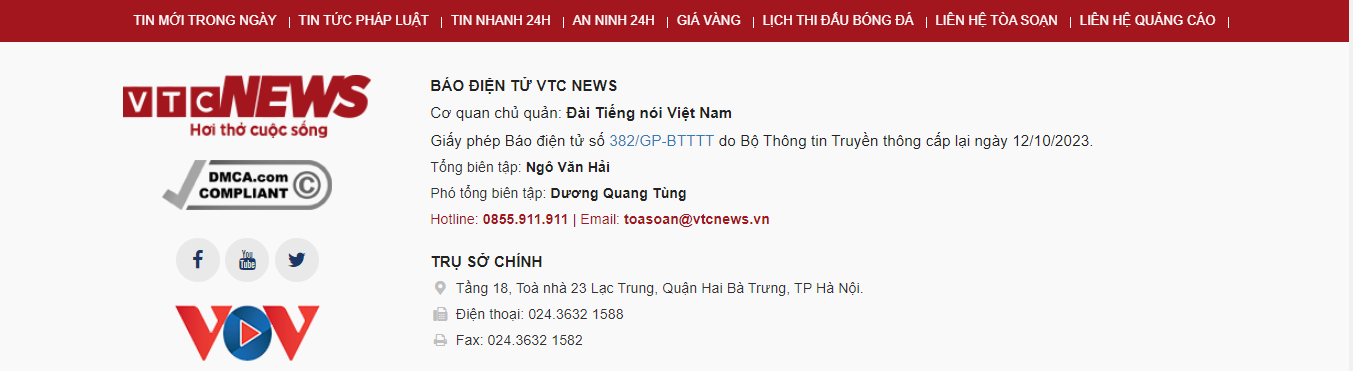 TIN MỚI TRONG NGÀY | TIN TỨC PHÁP LUẬT | TIN NHANH 24H | AN NINH 24H | GIÁ VÀNG | LỊCH THI ĐẤU BÓNG ĐÁ | LIÊN HỆ TÒA SOẠN | LIÊN HỆ QUẢNG CÁO |
VTC NEWS
Hơi thở cuộc sống
DMCA.com
COMPLIANT ©
f You Tube
VOV
BÁO ĐIỆN TỬ VTC NEWS
Cơ quan chủ quản: Đài Tiếng nói Việt Nam
Giấy phép Báo điện tử số 382/GP-BTTTT do Bộ Thông tin Truyền thông cấp lại ngày 12/10/2023.
Tổng biên tập: Ngô Văn Hải
Phó tổng biên tập: Dương Quang Tùng
Hotline: 0855.911.911 | Email: toasoan@vtcnews.vn
TRỤ SỞ CHÍNH
Tầng 18, Toà nhà 23 Lạc Trung, Quận Hai Bà Trưng, TP Hà Nội.
Điện thoại: 024.3632 1588
Fax: 024.3632 1582